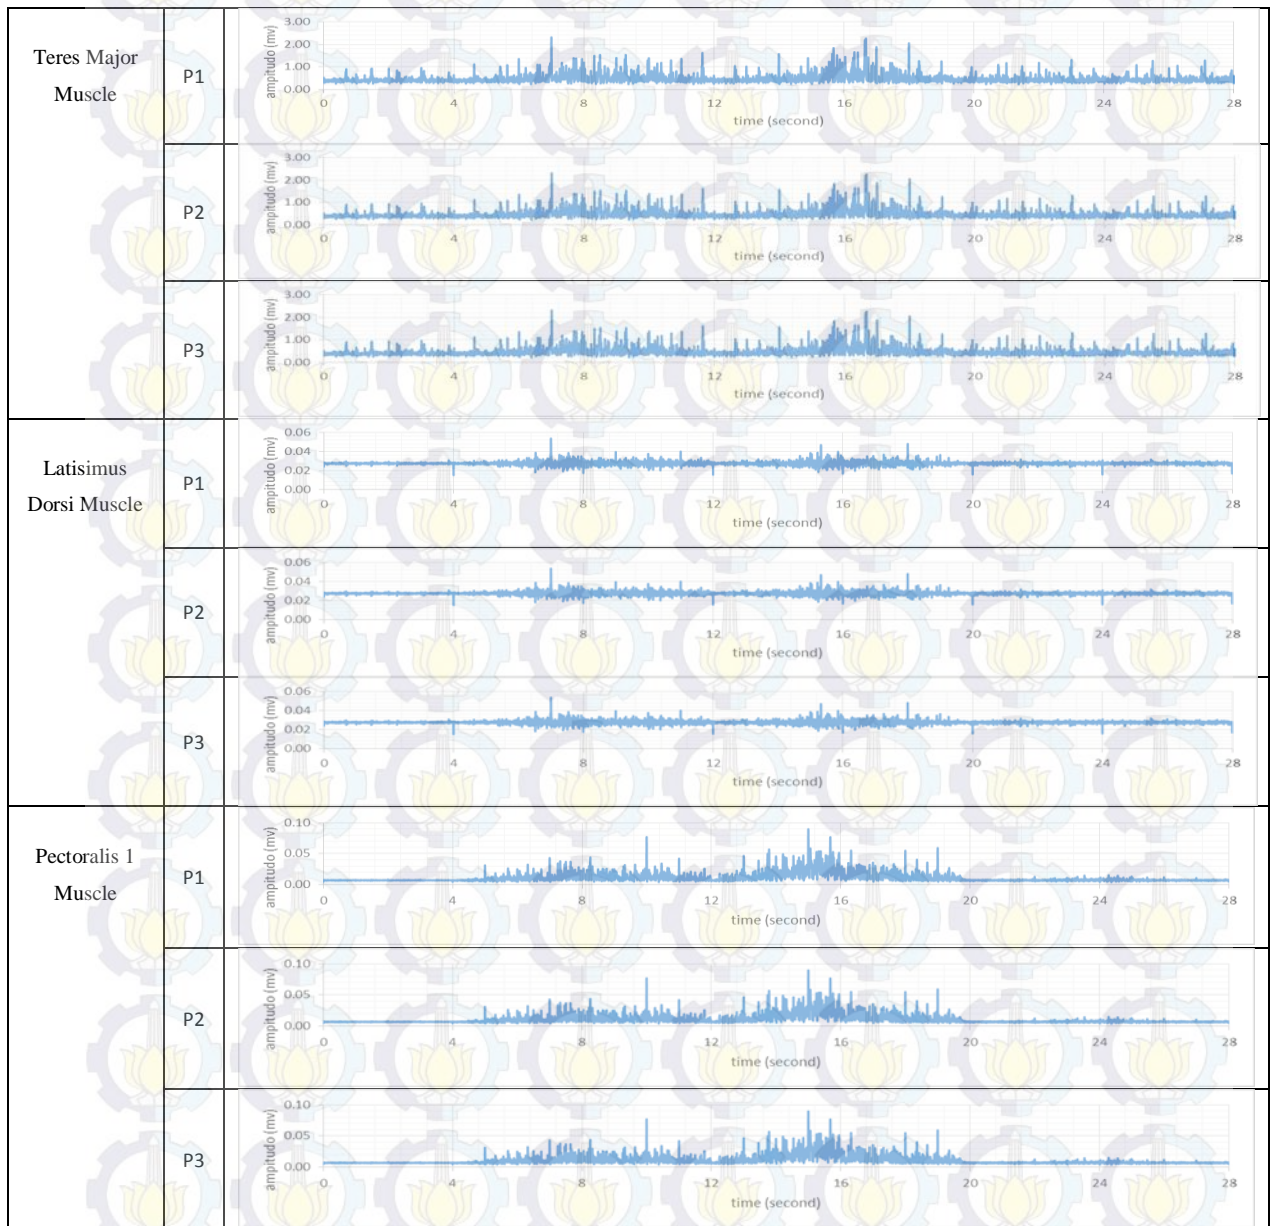 Teres Major
Muscle
P1
ampitudo (mv)
3.00
2.00
1.00
0.00
0 4 8 12 16 20 24 28
time (second)
P2
ampitudo (mv)
3.00
2.00
1.00
0.00
0 4 8 12 16 20 24 28
time (second)
P3
ampitudo (mv)
3.00
2.00
1.00
0.00
0 4 8 12 16 20 24 28
time (second)
Latisimus
Dorsi Muscle
P1
ampitudo (mv)
0.06
0.04
0.02
0.00
0 4 8 12 16 20 24 28
time (second)
P2
ampitudo (mv)
0.06
0.04
0.02
0.00
0 4 8 12 16 20 24 28
time (second)
P3
ampitudo (mv)
0.06
0.04
0.02
0.00
0 4 8 12 16 20 24 28
time (second)
Pectoralis 1
Muscle
P1
ampitudo (mv)
0.10
0.05
0.00
0 4 8 12 16 20 24 28
time (second)
P2
ampitudo (mv)
0.10
0.05
0.00
0 4 8 12 16 20 24 28
time (second)
P3
ampitudo (mv)
0.10
0.05
0.00
0 4 8 12 16 20 24 28
time (second)